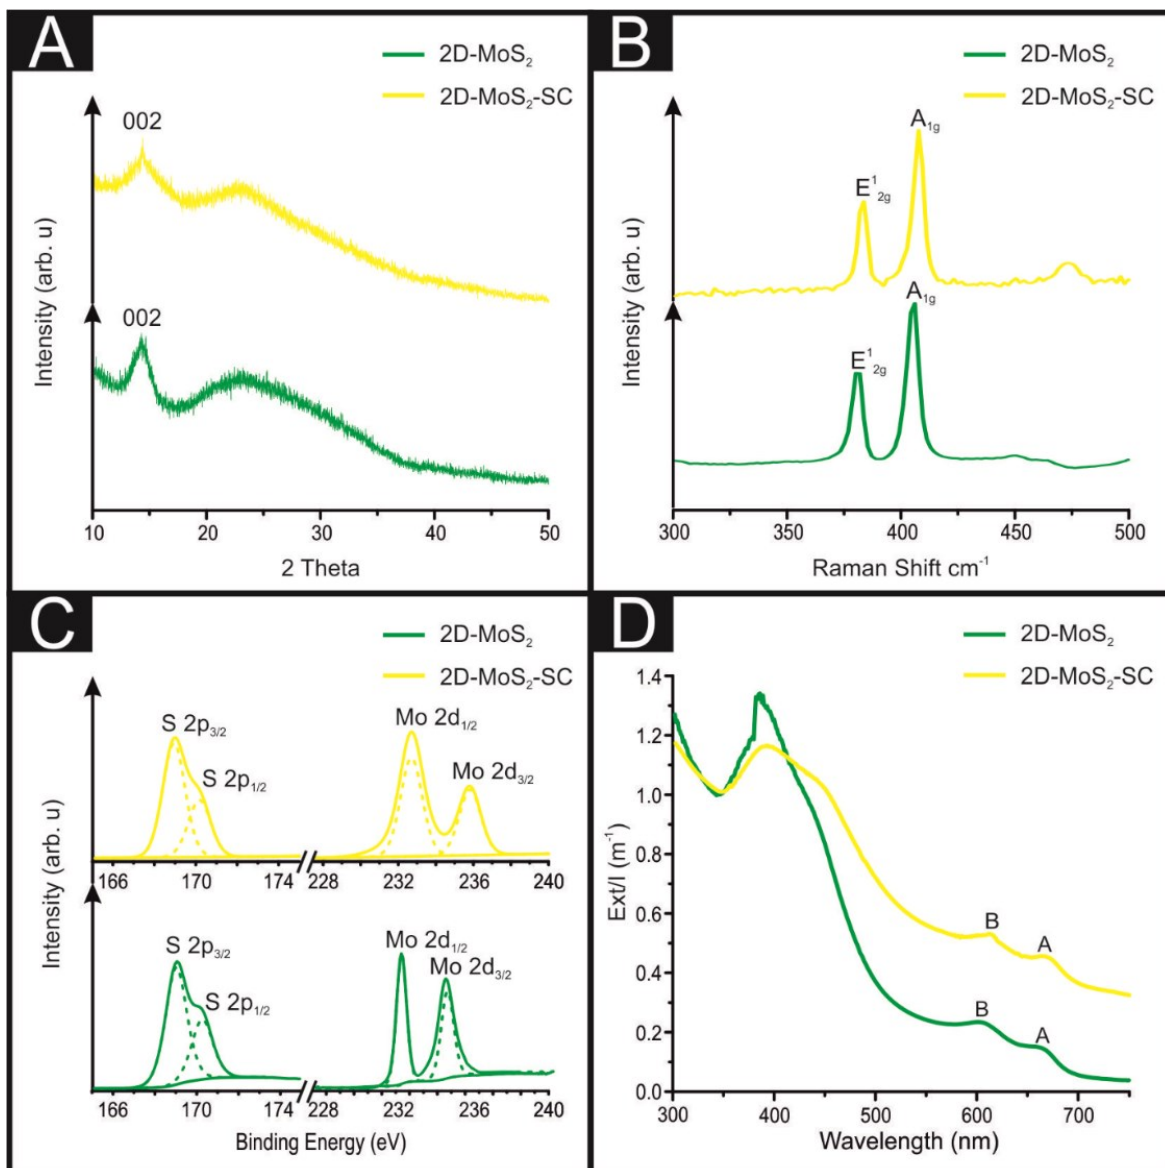 A
2D-MoS₂
2D-MoS₂-SC
002
002
Intensity (arb. u)
10 20 30 40 50
2 Theta
B
2D-MoS₂
2D-MoS₂-SC
A₁g
E¹₂g
A₁g
E¹₂g
Intensity (arb. u)
300 350 400 450 500
Raman Shift cm⁻¹
C
2D-MoS₂
2D-MoS₂-SC
S 2p₃/₂
S 2p₁/₂
Mo 2d₁/₂
Mo 2d₃/₂
166 170 174 228 232 236 240
S 2p₃/₂
S 2p₁/₂
Mo 2d₁/₂
Mo 2d₃/₂
Intensity (arb. u)
166 170 174 228 232 236 240
Binding Energy (eV)
D
2D-MoS₂
2D-MoS₂-SC
1.4
1.2
1.0
0.8
0.6
0.4
0.2
0.0
Ext/l (m⁻¹)
B
A
B
A
300 400 500 600 700
Wavelength (nm)